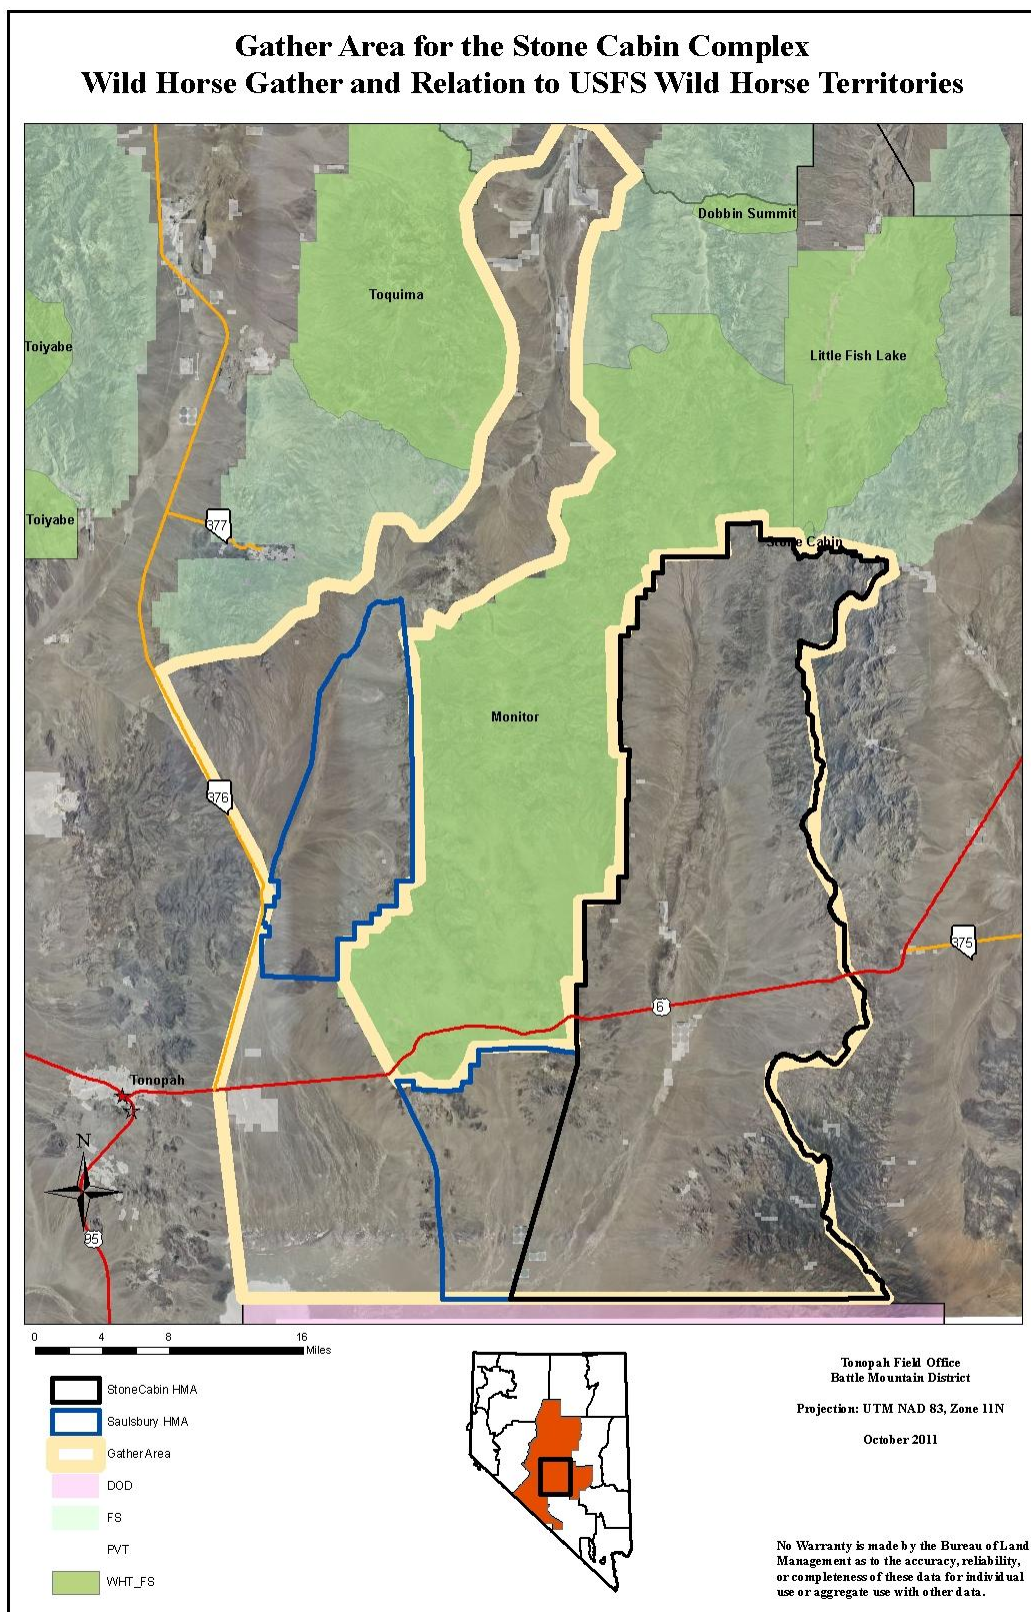 Gather Area for the Stone Cabin Complex
Wild Horse Gather and Relation to USFS Wild Horse Territories
Dobbin Summit
Toquima
Toiyabe
Little Fish Lake
Toiyabe
377
Stone Cabin
Monitor
376
375
6
Tonopah
N
95
0 4 8 16
Miles
StoneCabin HMA
Saulsbury HMA
Gather Area
DOD
FS
PVT
WHT_FS
Tonopah Field Office
Battle Mountain District
Projection: UTM NAD 83, Zone 11N
October 2011
No Warranty is made by the Bureau of Land
Management as to the accuracy, reliability,
or completeness of these data for individual
use or aggregate use with other data.